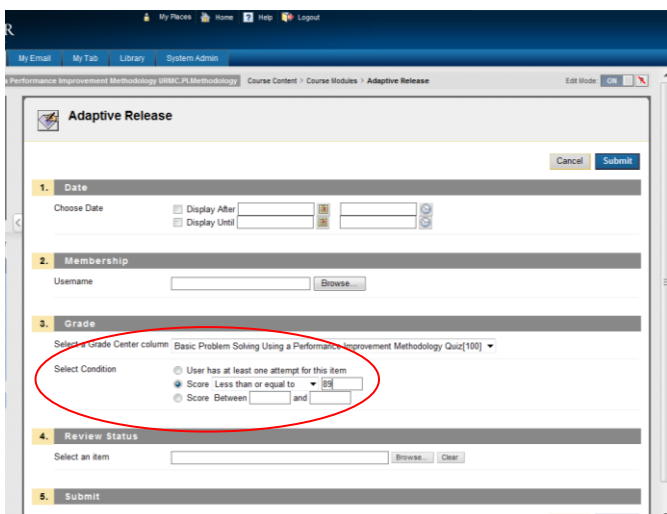 R
My Places Home ? Help Logout
My Email My Tab Library System Admin
a Performance Improvement Methodology URMC.PI.Methodology Course Content > Course Modules > Adaptive Release Edit Mode: ON
Adaptive Release
Cancel Submit
1. Date
Choose Date Display After
Display Until
2. Membership
Username Browse...
3. Grade
Select a Grade Center column Basic Problem Solving Using a Performance Improvement Methodology Quiz[100]
Select Condition User has at least one attempt for this item
Score Less than or equal to 89
Score Between and
4. Review Status
Select an item Browse... Clear
5. Submit